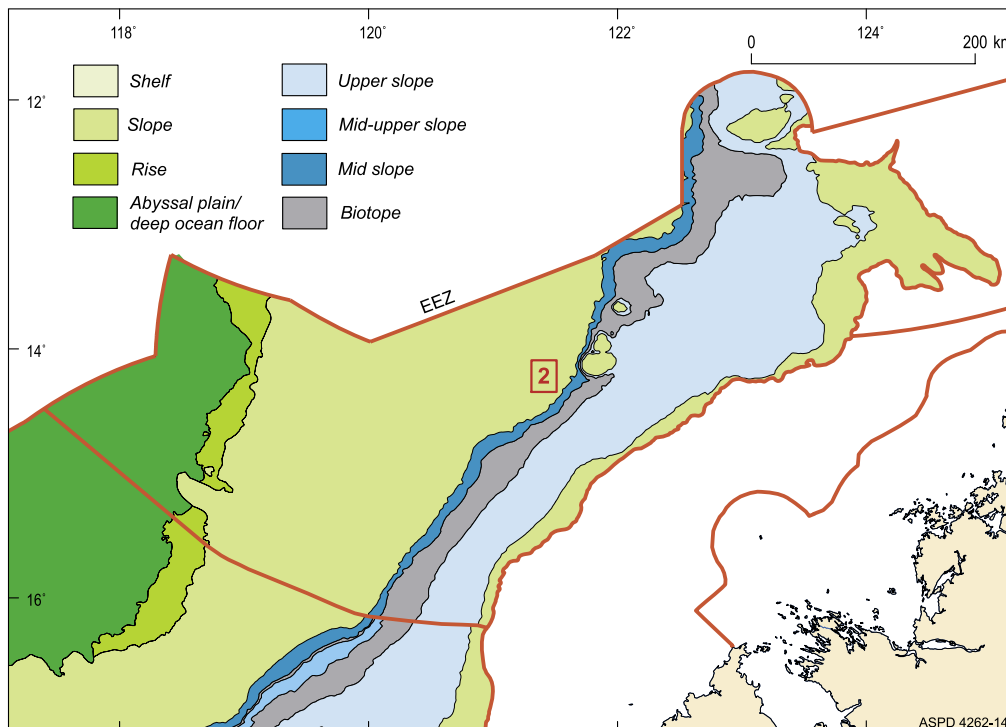 118˚
120˚
122˚
124˚
0
200 km
12˚
14˚
16˚
Shelf
Slope
Rise
Abyssal plain/
deep ocean floor
Upper slope
Mid-upper slope
Mid slope
Biotope
EEZ
2
ASPD 4262-14